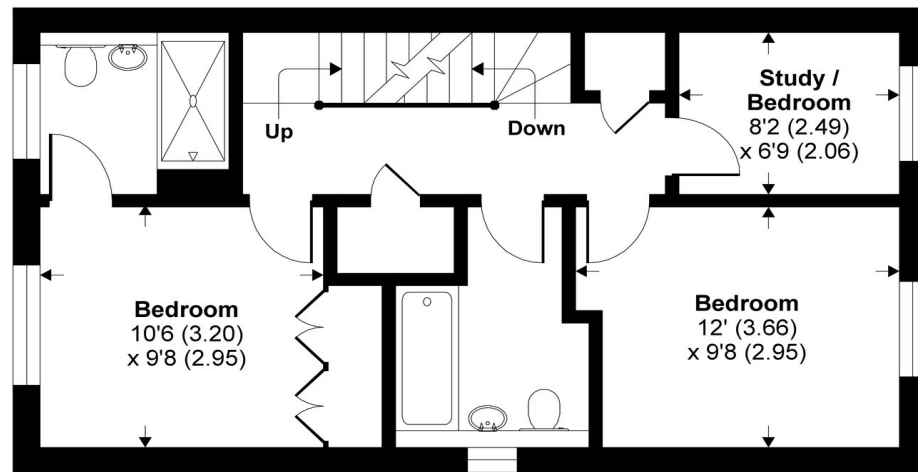 Up
Down
Study /
Bedroom
8'2 (2.49)
x 6'9 (2.06)
Bedroom
10'6 (3.20)
x 9'8 (2.95)
Bedroom
12' (3.66)
x 9'8 (2.95)